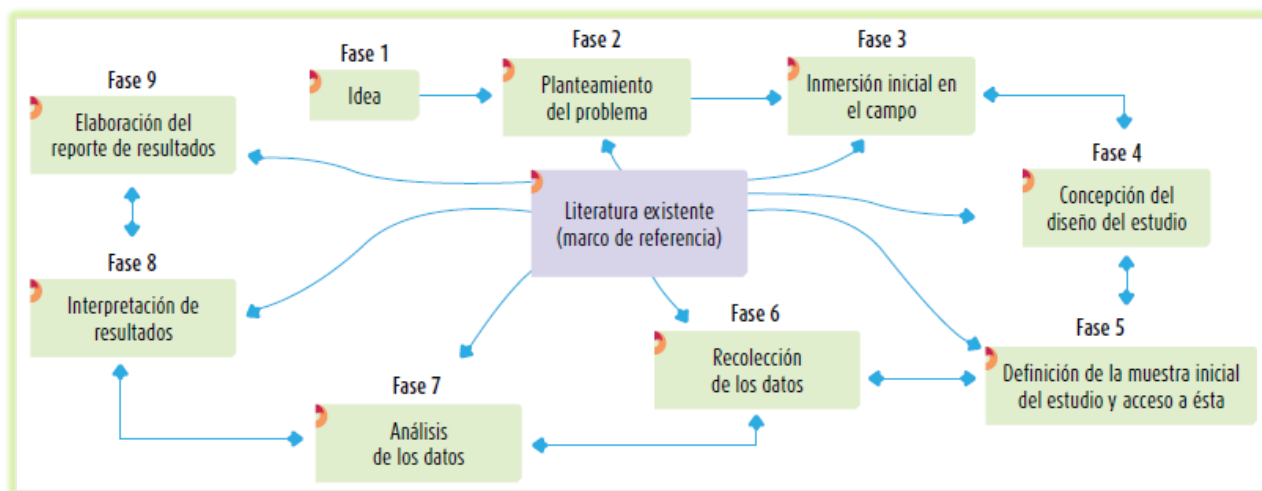 Fase 1
Idea
Fase 2
Planteamiento
del problema
Fase 3
Inmersión inicial en
el campo
Fase 4
Concepción del
diseño del estudio
Fase 5
Definición de la muestra inicial
del estudio y acceso a ésta
Fase 6
Recolección
de los datos
Fase 7
Análisis
de los datos
Fase 8
Interpretación de
resultados
Fase 9
Elaboración del
reporte de resultados
Literatura existente
(marco de referencia)